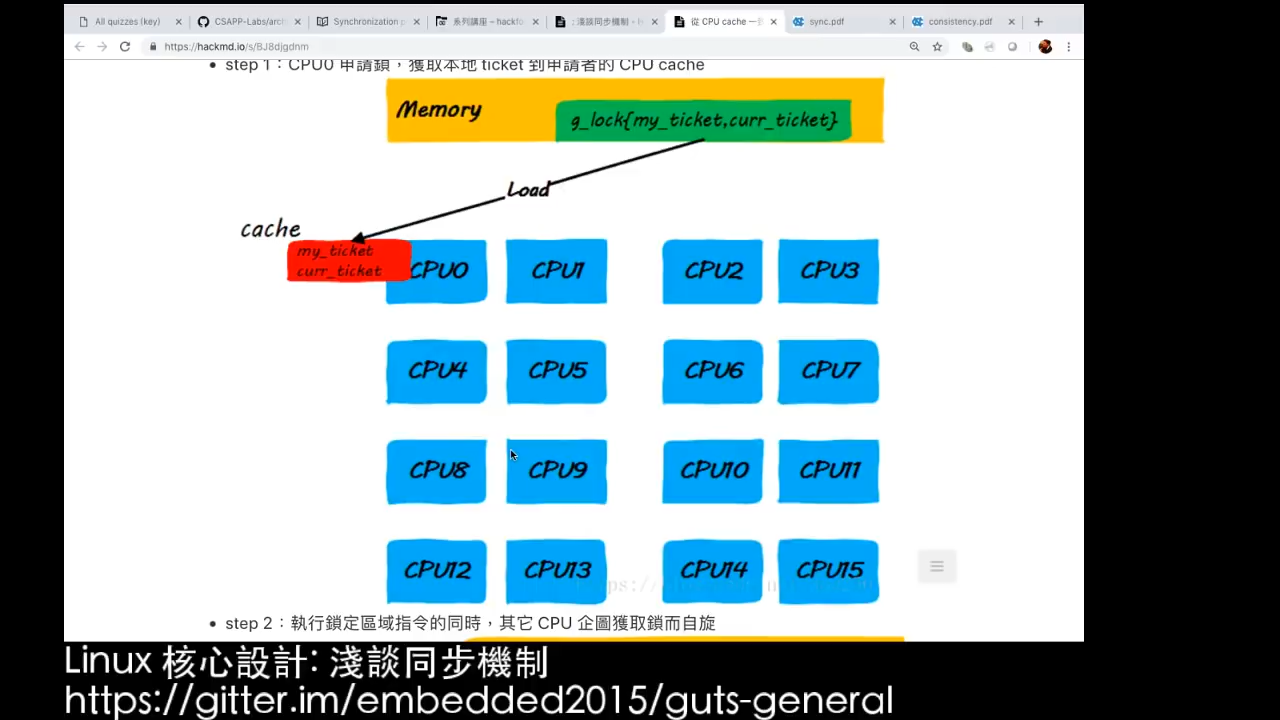 All quizzes (key)
CSAPP-Labs/arch
Synchronization p
系列講座 – hackfo
: 淺談同步機制
從 CPU cache 一
sync.pdf
consistency.pdf
https://hackmd.io/s/BJ8djgdnm
step 1：CPU0 申請鎖，獲取本地 ticket 到申請者的 CPU cache
Memory
g_lock{my_ticket,curr_ticket}
Load
cache
my_ticket
curr_ticket
CPU0 CPU1 CPU2 CPU3
CPU4 CPU5 CPU6 CPU7
CPU8 CPU9 CPU10 CPU11
CPU12 CPU13 CPU14 CPU15
step 2：執行鎖定區域指令的同時，其它 CPU 企圖獲取鎖而自旋
Linux 核心設計: 淺談同步機制
https://gitter.im/embedded2015/guts-general